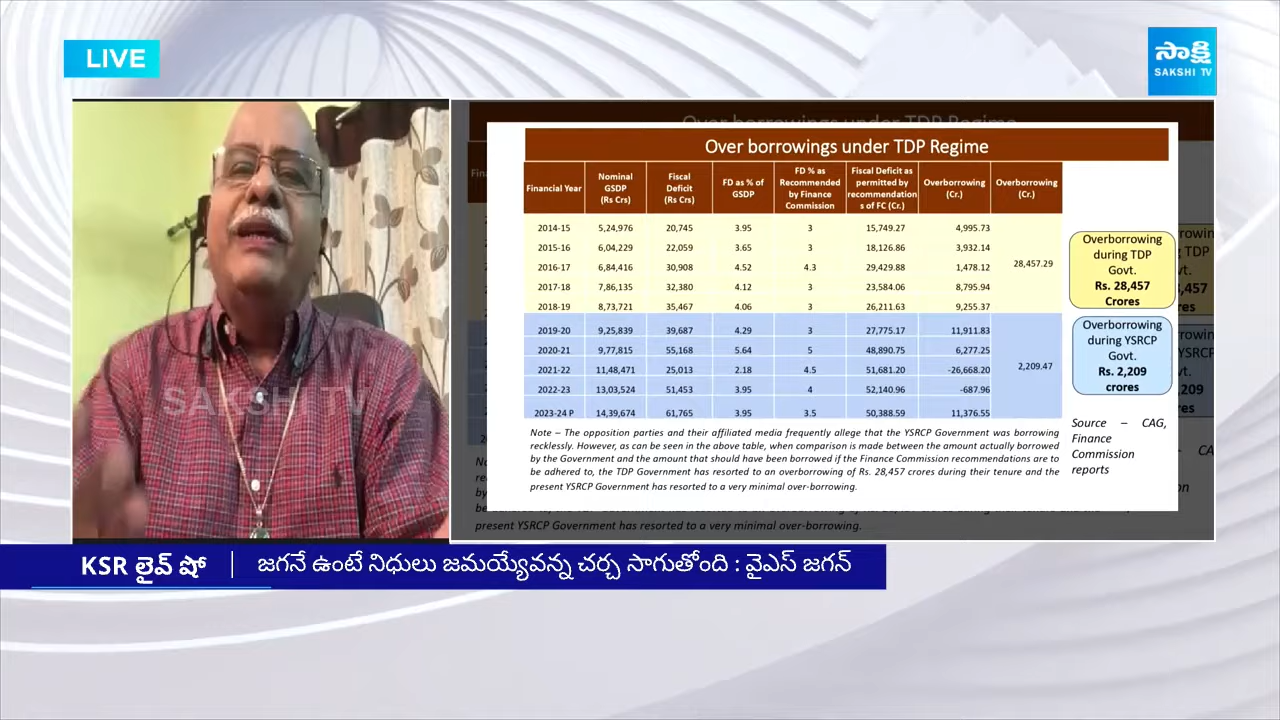 LIVE
సాక్షి
SAKSHI TV
Over borrowings under TDP Regime
Financial Year	Nominal GSDP (Rs Crs)	Fiscal Deficit (Rs Crs)	FD as % of GSDP	FD % as Recommended by Finance Commission	Fiscal Deficit as permitted by recommendation s of FC (Cr.)	Overborrowing (Cr.)	Overborrowing (Cr.)
2014-15	5,24,976	20,745	3.95	3	15,749.27	4,995.73
2015-16	6,04,229	22,059	3.65	3	18,126.86	3,932.14
2016-17	6,84,416	30,908	4.52	4.3	29,429.88	1,478.12	28,457.29
2017-18	7,86,135	32,380	4.12	3	23,584.06	8,795.94
2018-19	8,73,721	35,467	4.06	3	26,211.63	9,255.37
2019-20	9,25,839	39,687	4.29	3	27,775.17	11,911.83
2020-21	9,77,815	55,168	5.64	5	48,890.75	6,277.25
2021-22	11,48,471	25,013	2.18	4.5	51,681.20	-26,668.20	2,209.47
2022-23	13,03,524	51,453	3.95	4	52,140.96	-687.96
2023-24 P	14,39,674	61,765	3.95	3.5	50,388.59	11,376.55
Overborrowing
during TDP
Govt.
Rs. 28,457
Crores
Overborrowing
during YSRCP
Govt.
Rs. 2,209
crores
Source – CAG,
Finance
Commission
reports
Note – The opposition parties and their affiliated media frequently allege that the YSRCP Government was borrowing
recklessly. However, as can be seen in the above table, when comparison is made between the amount actually borrowed
by the Government and the amount that should have been borrowed if the Finance Commission recommendations are to
be adhered to, the TDP Government has resorted to an overborrowing of Rs. 28,457 crores during their tenure and the
present YSRCP Government has resorted to a very minimal over-borrowing.
present YSRCP Government has resorted to a very minimal over-borrowing.
SAKSHI TV
KSR లైవ్ షో
జగనే ఉంటే నిధులు జమయ్యేవన్న చర్చ సాగుతోంది : వైఎస్ జగన్